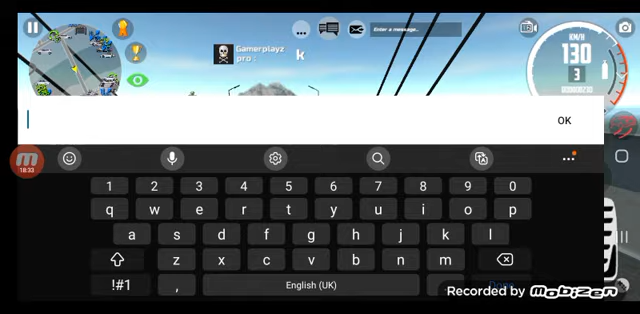 KM/H
130
3
Enter a message..
Gamerplayz
pro :
k
OK
18:33
1 2 3 4 5 6 7 8 9 0
q w e r t y u i o p
a s d f g h j k l
z x c v b n m
!#1 , English (UK) Done
Recorded by mobizen